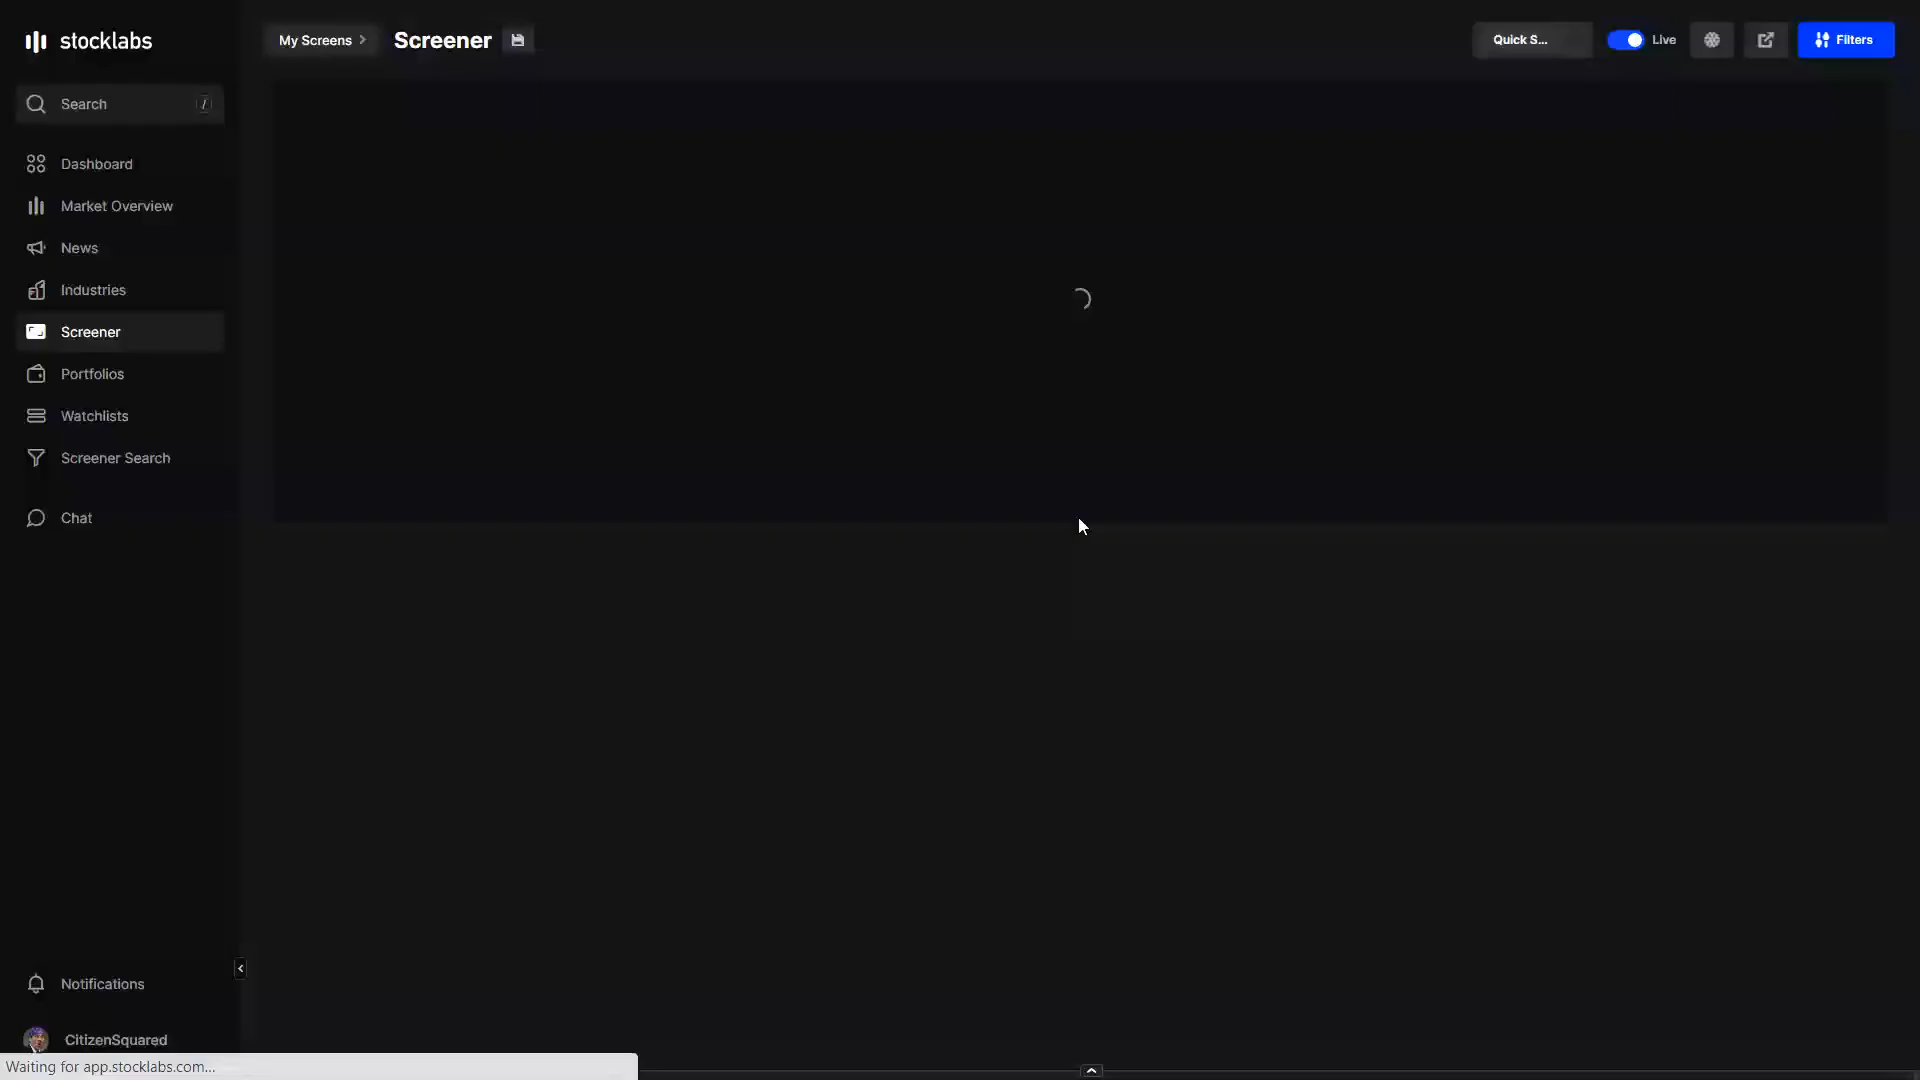 stocklabs
My Screens
Screener
Quick S...
Live
Filters
Search /
Dashboard
Market Overview
News
Industries
Screener
Portfolios
Watchlists
Screener Search
Chat
Notifications
CitizenSquared
Waiting for app.stocklabs.com...